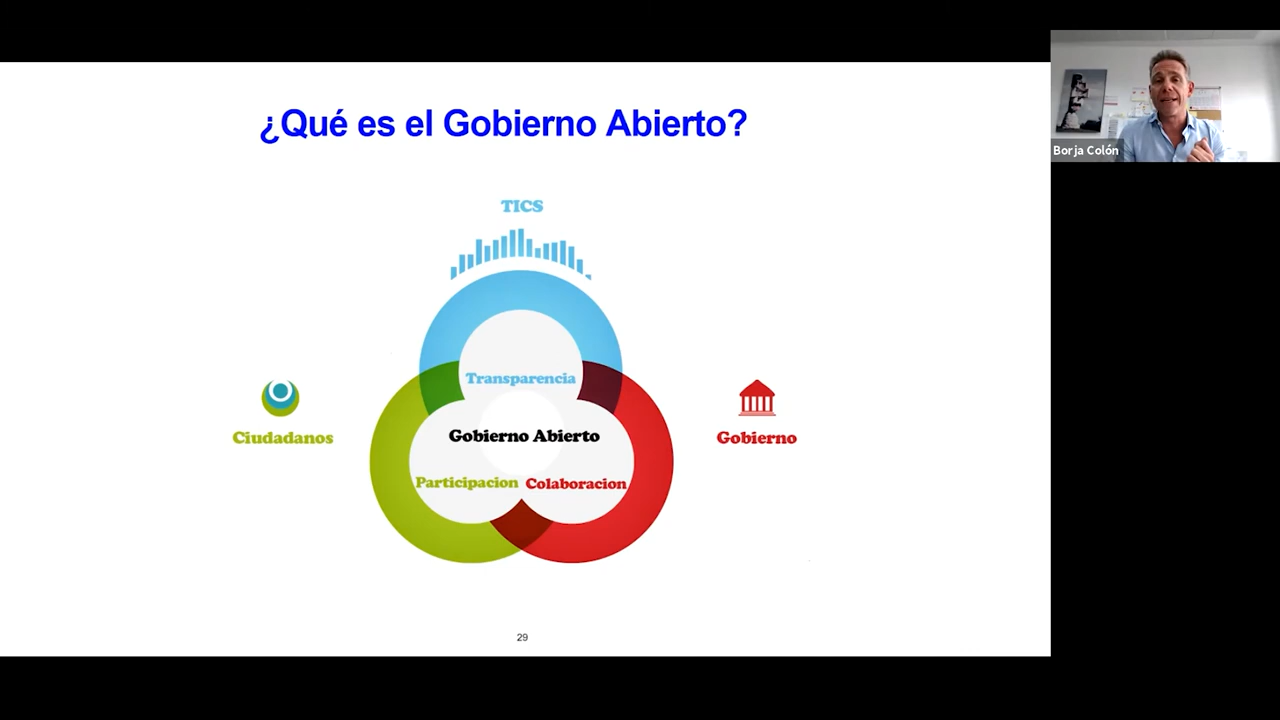 ¿Qué es el Gobierno Abierto?
TICS
Transparencia
Ciudadanos
Gobierno Abierto
Gobierno
Participacion
Colaboracion
29
Borja Colón